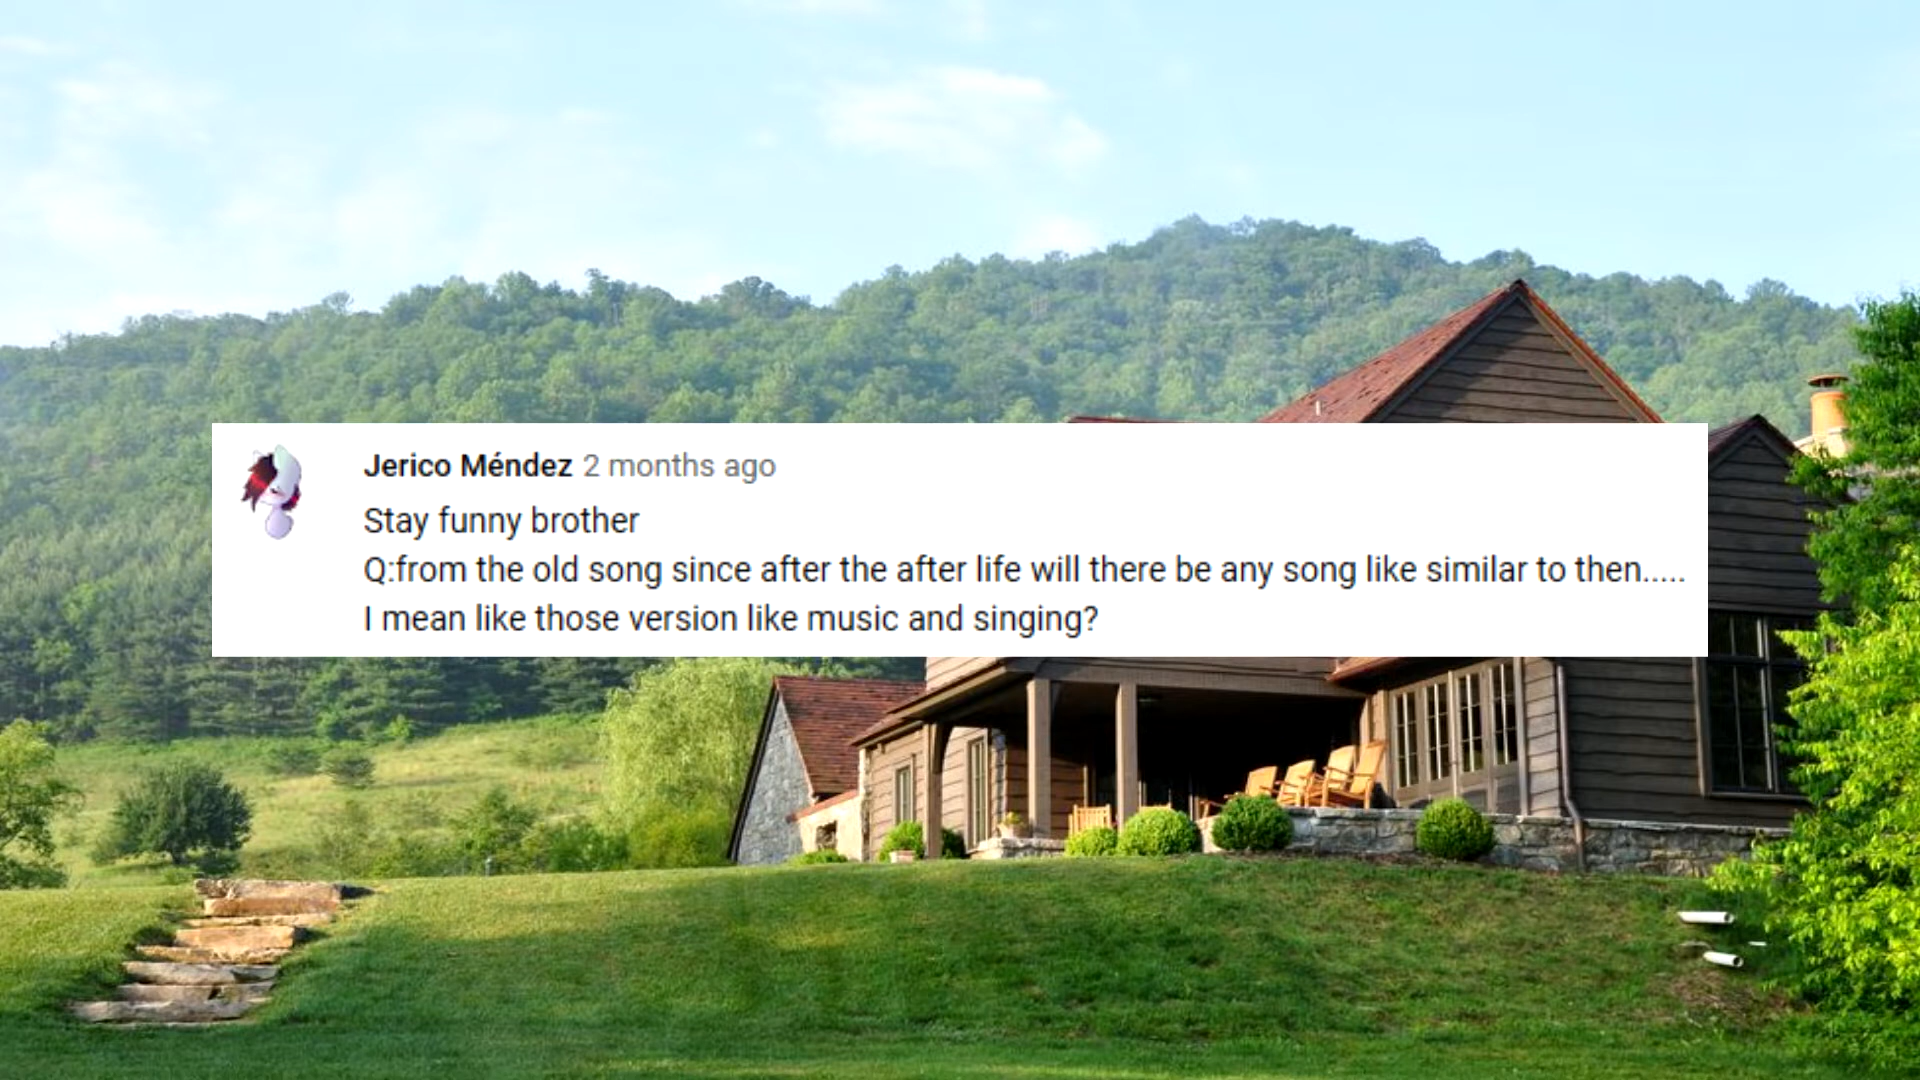 Jerico Méndez 2 months ago
Stay funny brother
Q:from the old song since after the after life will there be any song like similar to then.....
I mean like those version like music and singing?